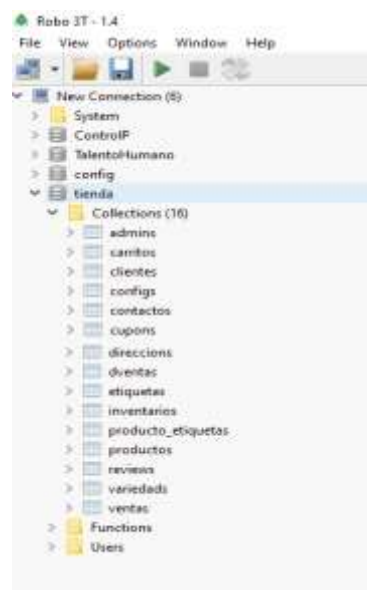 Robo 3T - 1.4
File View Options Window Help
New Connection (6)
System
ControlP
TalentoHumano
config
tienda
Collections (16)
admins
carritos
clientes
configs
contactos
cupons
direccions
dventas
etiquetas
inventarios
producto_etiquetas
productos
reviews
variedads
ventas
Functions
Users